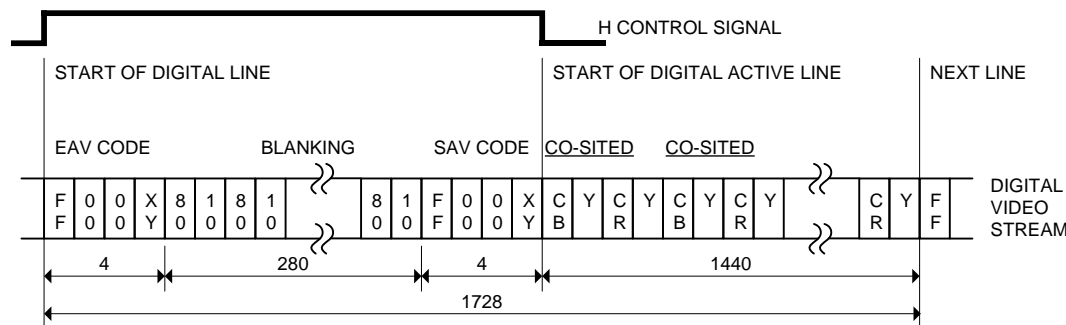 H CONTROL SIGNAL
START OF DIGITAL LINE START OF DIGITAL ACTIVE LINE NEXT LINE
EAV CODE BLANKING SAV CODE CO-SITED CO-SITED
F 0 0 X 8 1 8 1 8 1 F 0 0 X C Y C Y C Y C Y C Y F
F 0 0 Y 0 0 0 0 0 0 F 0 0 Y B R B R R F
DIGITAL
VIDEO
STREAM
4 280 4 1440
1728